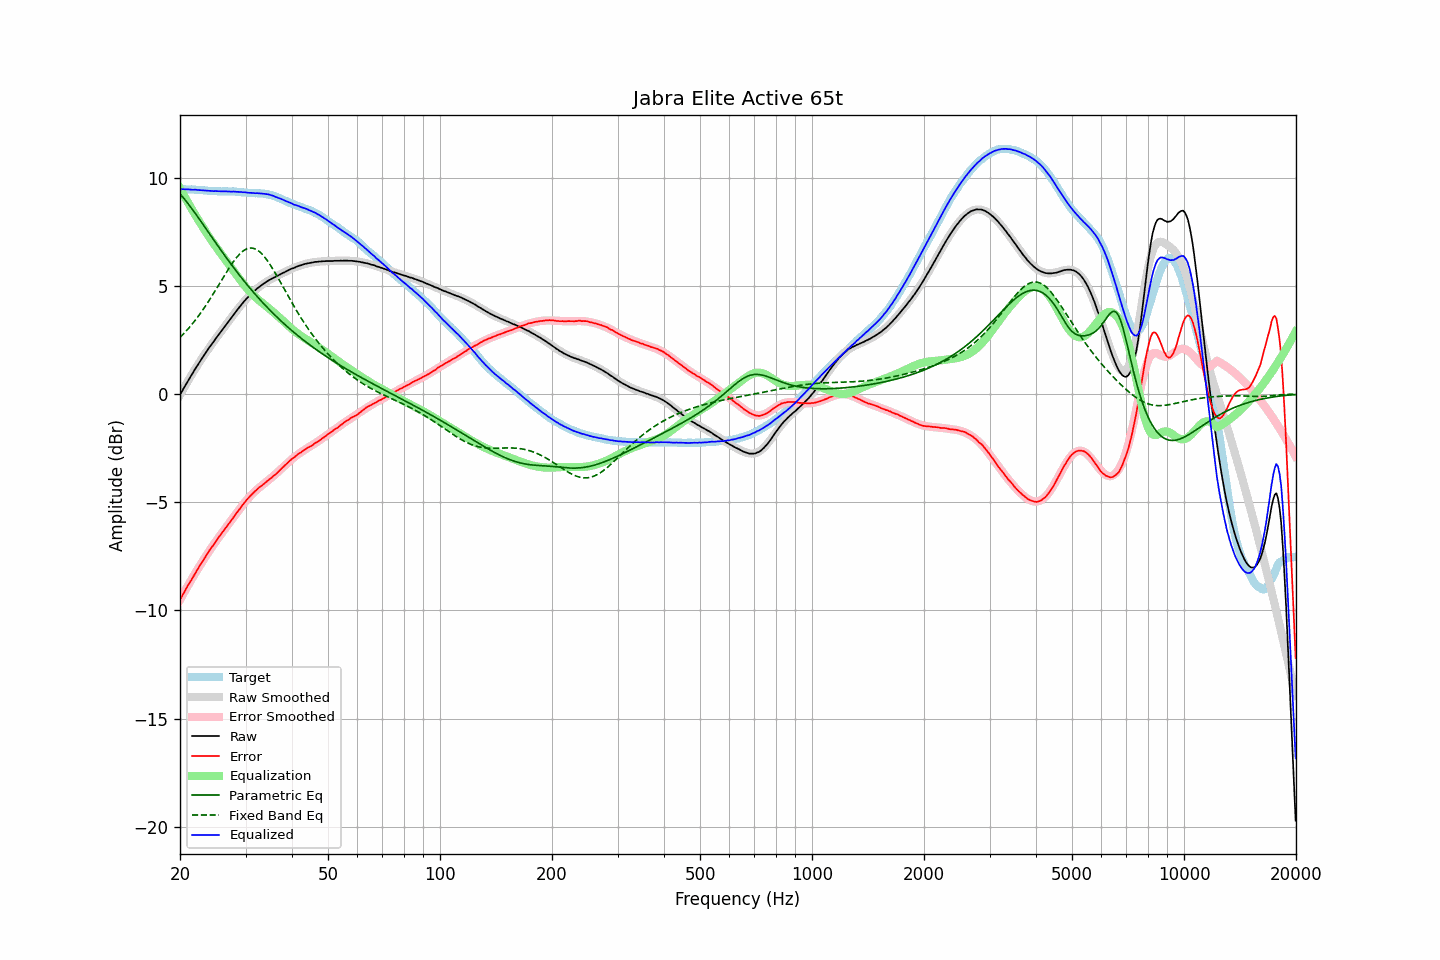 Jabra Elite Active 65t
Amplitude (dBr)
10
5
0
−5
−10
−15
−20
Target
Raw Smoothed
Error Smoothed
Raw
Error
Equalization
Parametric Eq
Fixed Band Eq
Equalized
20 50 100 200 500 1000 2000 5000 10000 20000
Frequency (Hz)